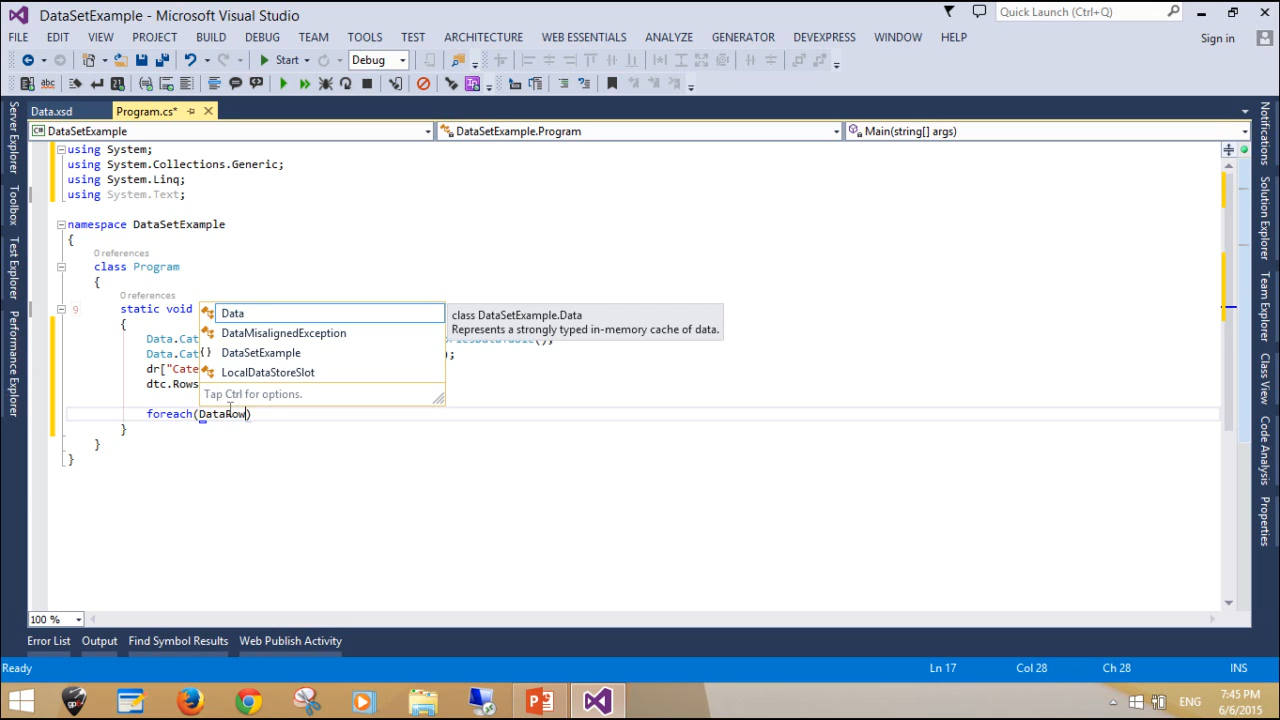 DataSetExample - Microsoft Visual Studio
Quick Launch (Ctrl+Q)
FILE EDIT VIEW PROJECT BUILD DEBUG TEAM TOOLS TEST ARCHITECTURE WEB ESSENTIALS ANALYZE GENERATOR DEVEXPRESS WINDOW HELP
Sign in
Start Debug
Data.xsd Program.cs*
DataSetExample DataSetExample.Program Main(string[] args)
using System;
using System.Collections.Generic;
using System.Linq;
using System.Text;
namespace DataSetExample
{
0 references
class Program
{
0 references
9 static void
{
Data.Cat
Data.Cat );
dr["Cate
dtc.Rows
foreach(DataRow)
}
}
}
Data
DataMisalignedException
DataSetExample
LocalDataStoreSlot
Tap Ctrl for options.
class DataSetExample.Data
Represents a strongly typed in-memory cache of data.
Server Explorer
Toolbox
Test Explorer
Performance Explorer
Notifications
Solution Explorer
Team Explorer
Class View
Code Analysis
Properties
100 %
Error List Output Find Symbol Results Web Publish Activity
Ready Ln 17 Col 28 Ch 28 INS
ENG
7:45 PM
6/6/2015